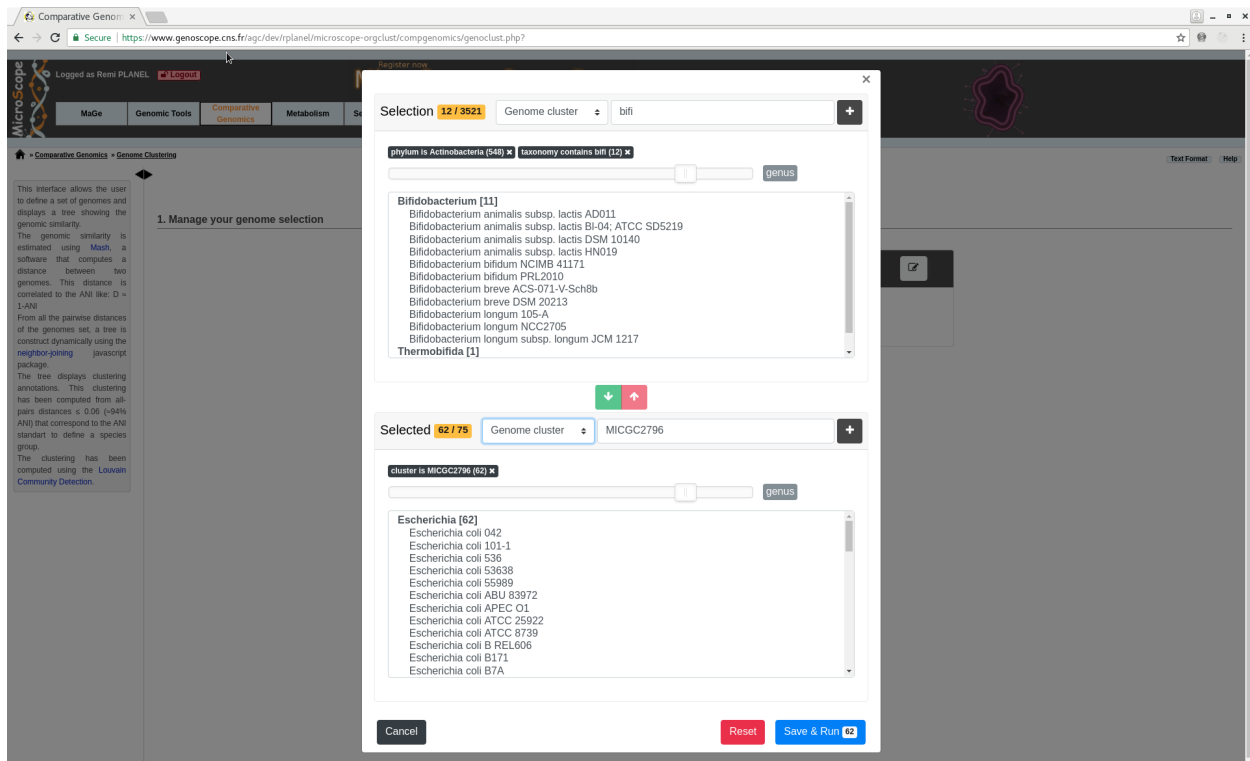 Comparative Genom
Secure | https://www.genoscope.cns.fr/agc/dev/rplanel/microscope-orgclust/compgenomics/genoclust.php?
MicroScope
Logged as Remi PLANEL Logout
Register now
MaGe Genomic Tools Comparative Genomics Metabolism Se
» Comparative Genomics » Genome Clustering
Text Format Help
This interface allows the user
to define a set of genomes and
displays a tree showing the
genomic similarity.
The genomic similarity is
estimated using Mash, a
software that computes a
distance between two
genomes. This distance is
correlated to the ANI like: D ≈
1-ANI
From all the pairwise distances
of the genomes set, a tree is
construct dynamically using the
neighbor-joining javascript
package.
The tree displays clustering
annotations. This clustering
has been computed from all-
pairs distances ≤ 0.06 (≈94%
ANI) that correspond to the ANI
standart to define a species
group.
The clustering has been
computed using the Louvain
Community Detection.
1. Manage your genome selection
×
Selection 12 / 3521 Genome cluster bifi +
phylum is Actinobacteria (548) × taxonomy contains bifi (12) ×
genus
Bifidobacterium [11]
Bifidobacterium animalis subsp. lactis AD011
Bifidobacterium animalis subsp. lactis Bl-04; ATCC SD5219
Bifidobacterium animalis subsp. lactis DSM 10140
Bifidobacterium animalis subsp. lactis HN019
Bifidobacterium bifidum NCIMB 41171
Bifidobacterium bifidum PRL2010
Bifidobacterium breve ACS-071-V-Sch8b
Bifidobacterium breve DSM 20213
Bifidobacterium longum 105-A
Bifidobacterium longum NCC2705
Bifidobacterium longum subsp. longum JCM 1217
Thermobifida [1]
Selected 62 / 75 Genome cluster MICGC2796 +
cluster is MICGC2796 (62) ×
genus
Escherichia [62]
Escherichia coli 042
Escherichia coli 101-1
Escherichia coli 536
Escherichia coli 53638
Escherichia coli 55989
Escherichia coli ABU 83972
Escherichia coli APEC O1
Escherichia coli ATCC 25922
Escherichia coli ATCC 8739
Escherichia coli B REL606
Escherichia coli B171
Escherichia coli B7A
Cancel Reset Save & Run 62